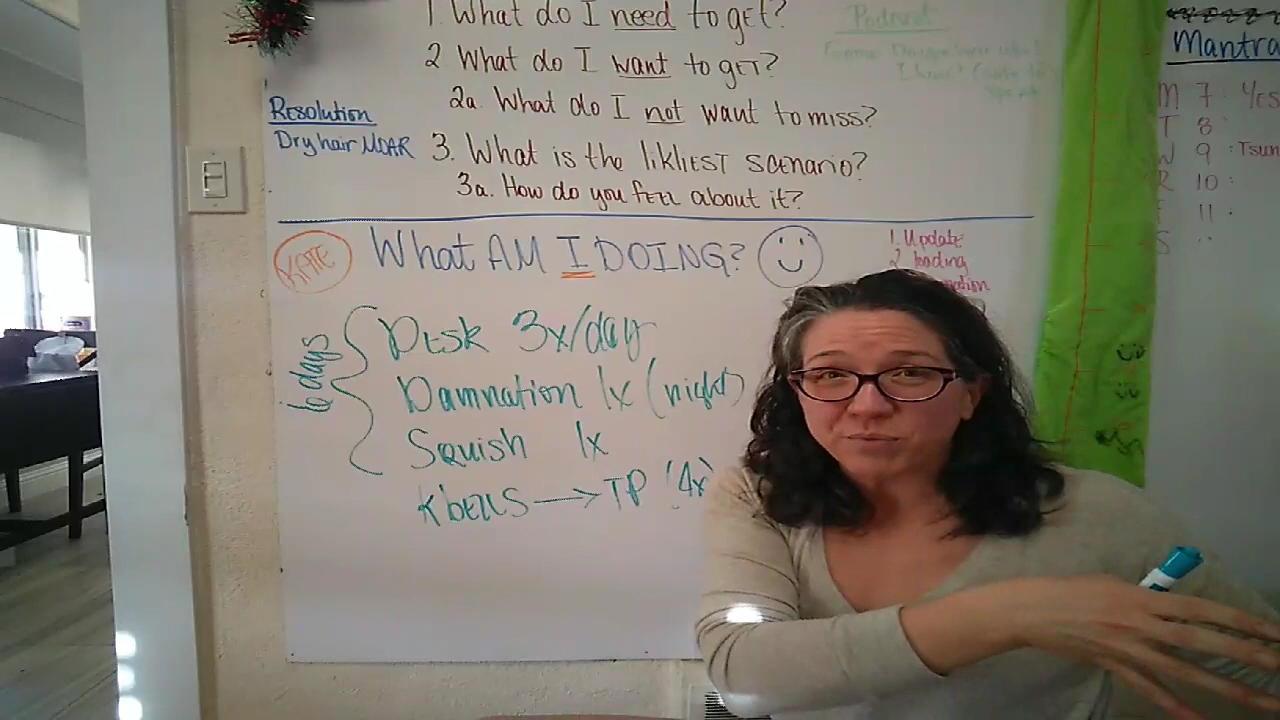 1. What do I need to get?
2 What do I want to get?
2a. What do I not want to miss?
3. What is the likliest scenario?
3a. How do you feel about it?
Resolution
Dry hair MDAR
Podcast
Mantra
M 7: Yes
T 8
W 9: Tsun
R 10:
11.
S
KATE
What AM I DOING?
1. Update
2. loading
6 days
Desk 3x/day
Damnation 1x (night)
Squish 1x
Kbells → TP (4x)